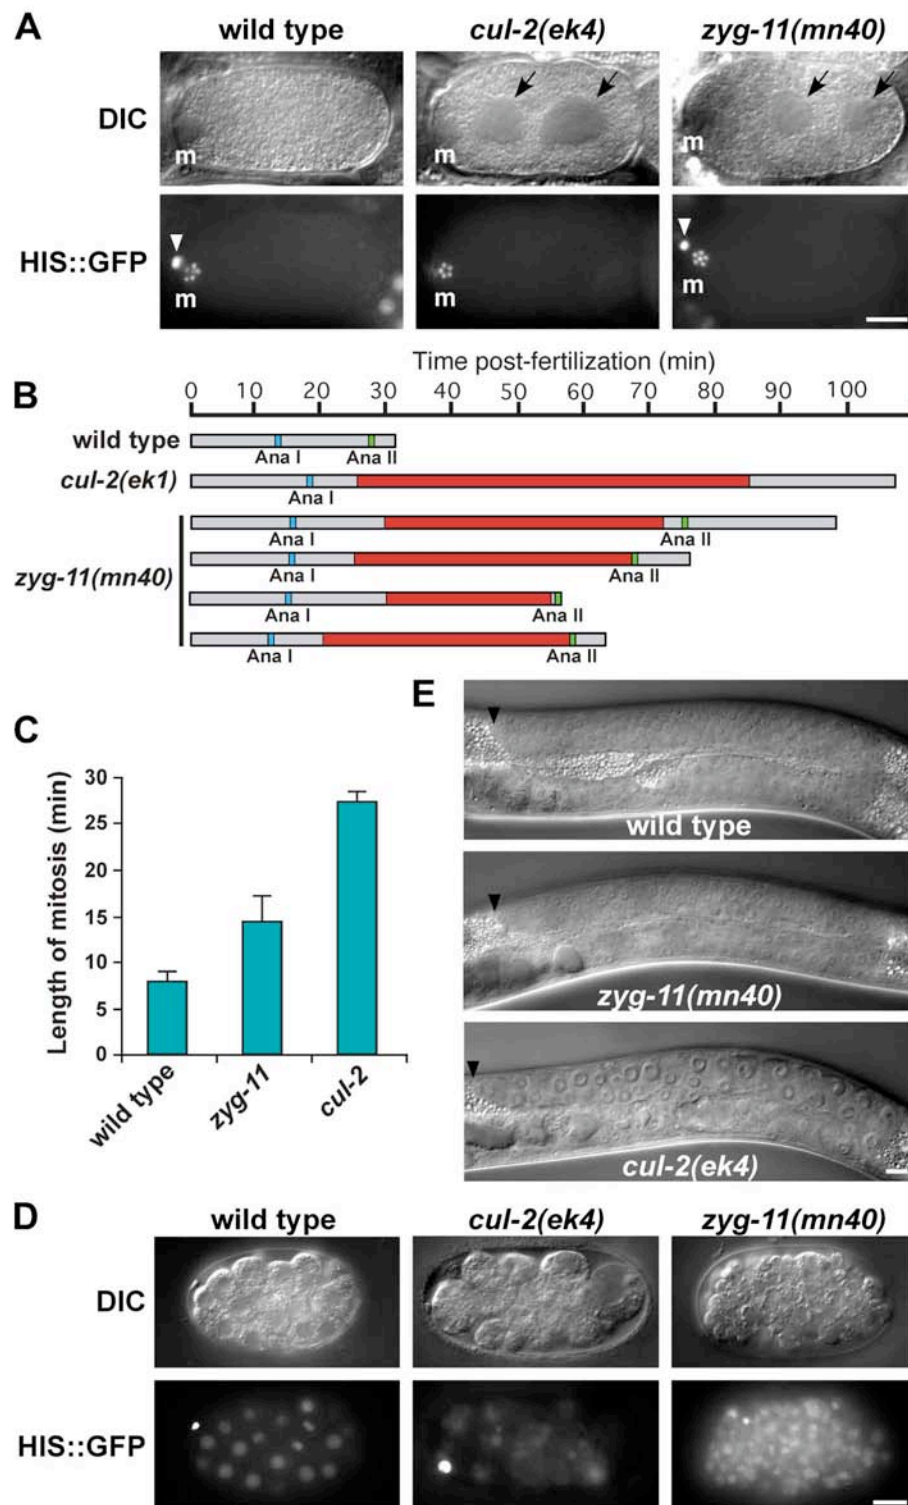 A
wild type
cul-2(ek4)
zyg-11(mn40)
DIC
m
m
m
HIS::GFP
m
m
m
B
Time post-fertilization (min)
0 10 20 30 40 50 60 70 80 90 100
wild type
Ana I
Ana II
cul-2(ek1)
Ana I
zyg-11(mn40)
Ana I
Ana II
Ana I
Ana II
Ana I
Ana II
Ana I
Ana II
C
Length of mitosis (min)
30
25
20
15
10
5
0
wild type
zyg-11
cul-2
E
wild type
zyg-11(mn40)
cul-2(ek4)
D
wild type
cul-2(ek4)
zyg-11(mn40)
DIC
HIS::GFP